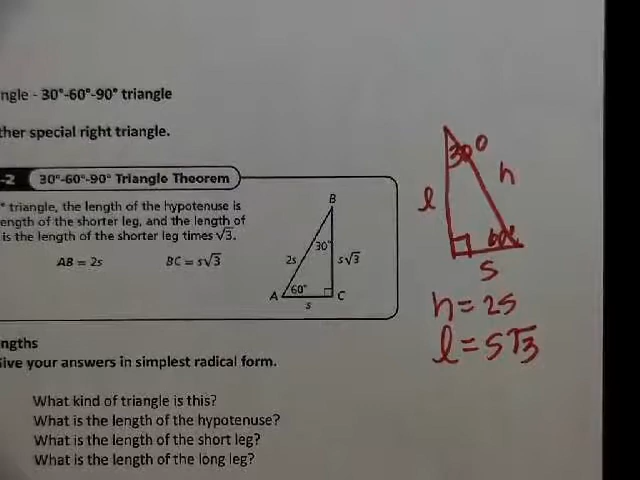 ngle - 30°-60°-90° triangle
ther special right triangle.
-2 30°-60°-90° Triangle Theorem
° triangle, the length of the hypotenuse is
ength of the shorter leg, and the length of
is the length of the shorter leg times √3.
AB = 2s BC = s√3
B
30°
2s
s√3
A
60°
C
s
30°
h
l
60°
s
h = 2s
l = s√3
ngths
Give your answers in simplest radical form.
What kind of triangle is this?
What is the length of the hypotenuse?
What is the length of the short leg?
What is the length of the long leg?